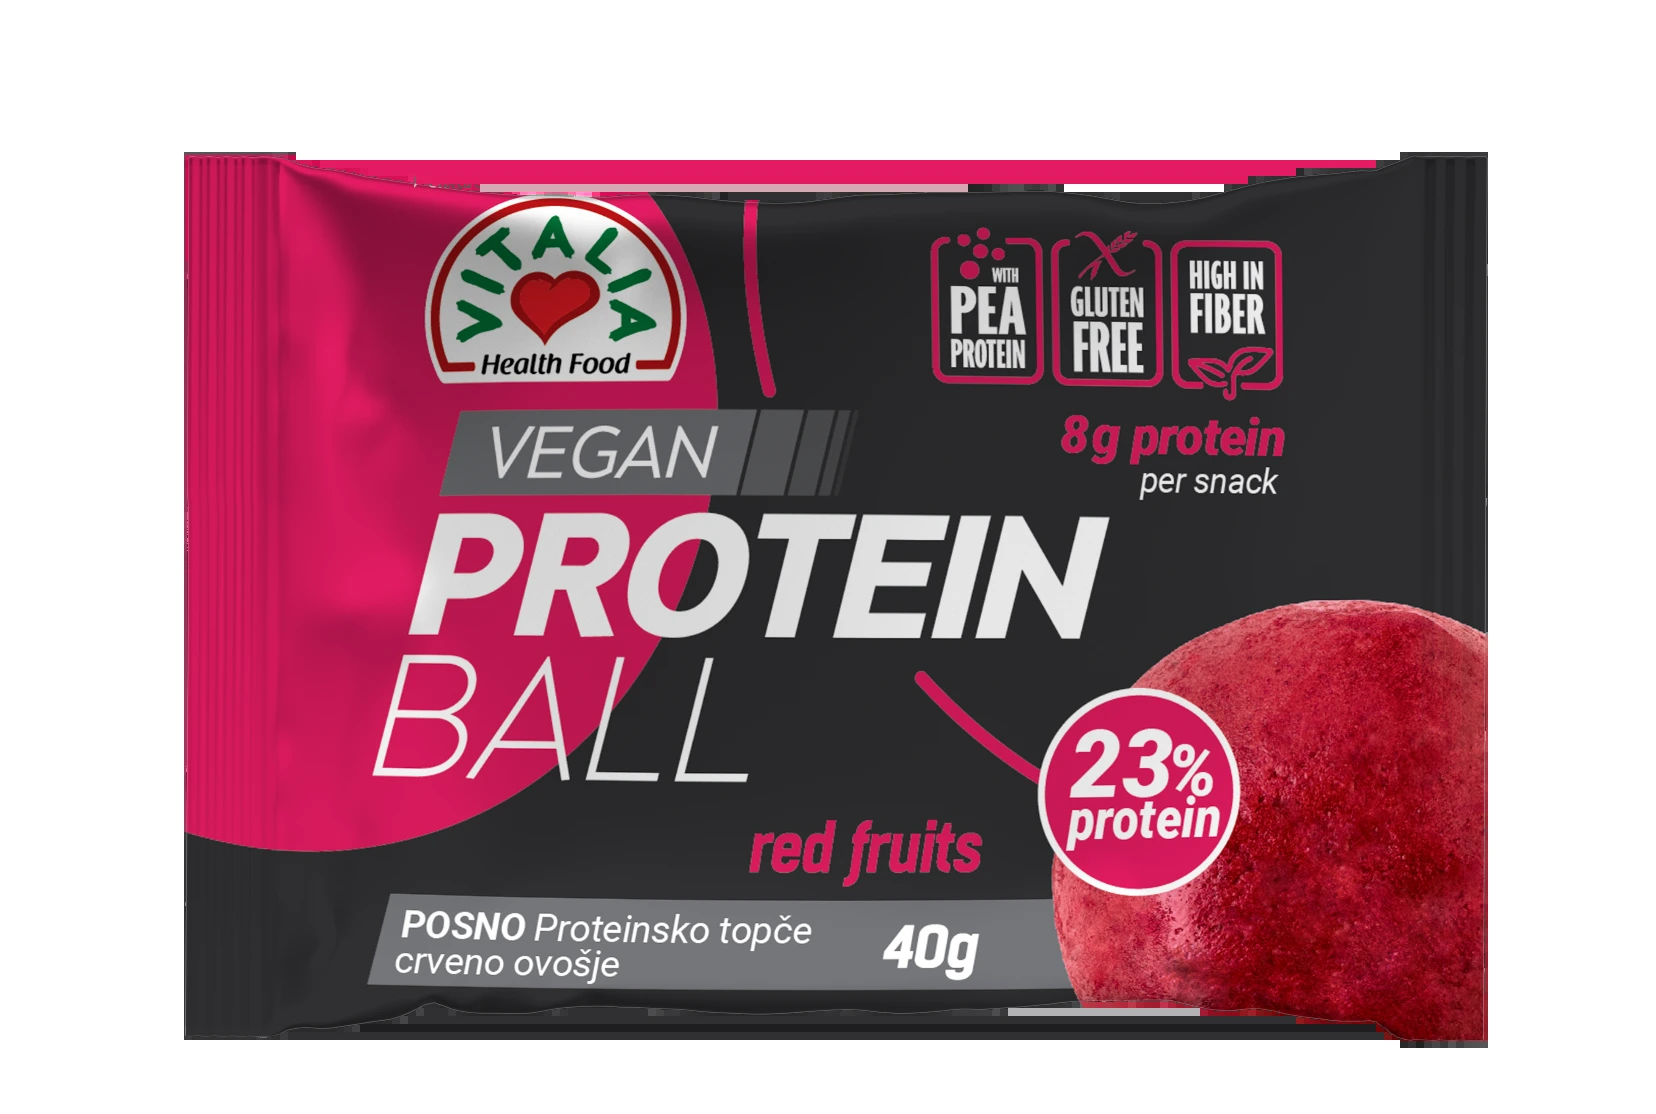 VITALIA
Health Food
WITH
PEA
PROTEIN
GLUTEN
FREE
HIGH IN
FIBER
8g protein
per snack
VEGAN
PROTEIN
BALL
23%
protein
red fruits
POSNO Proteinsko topče
crveno ovošje
40g